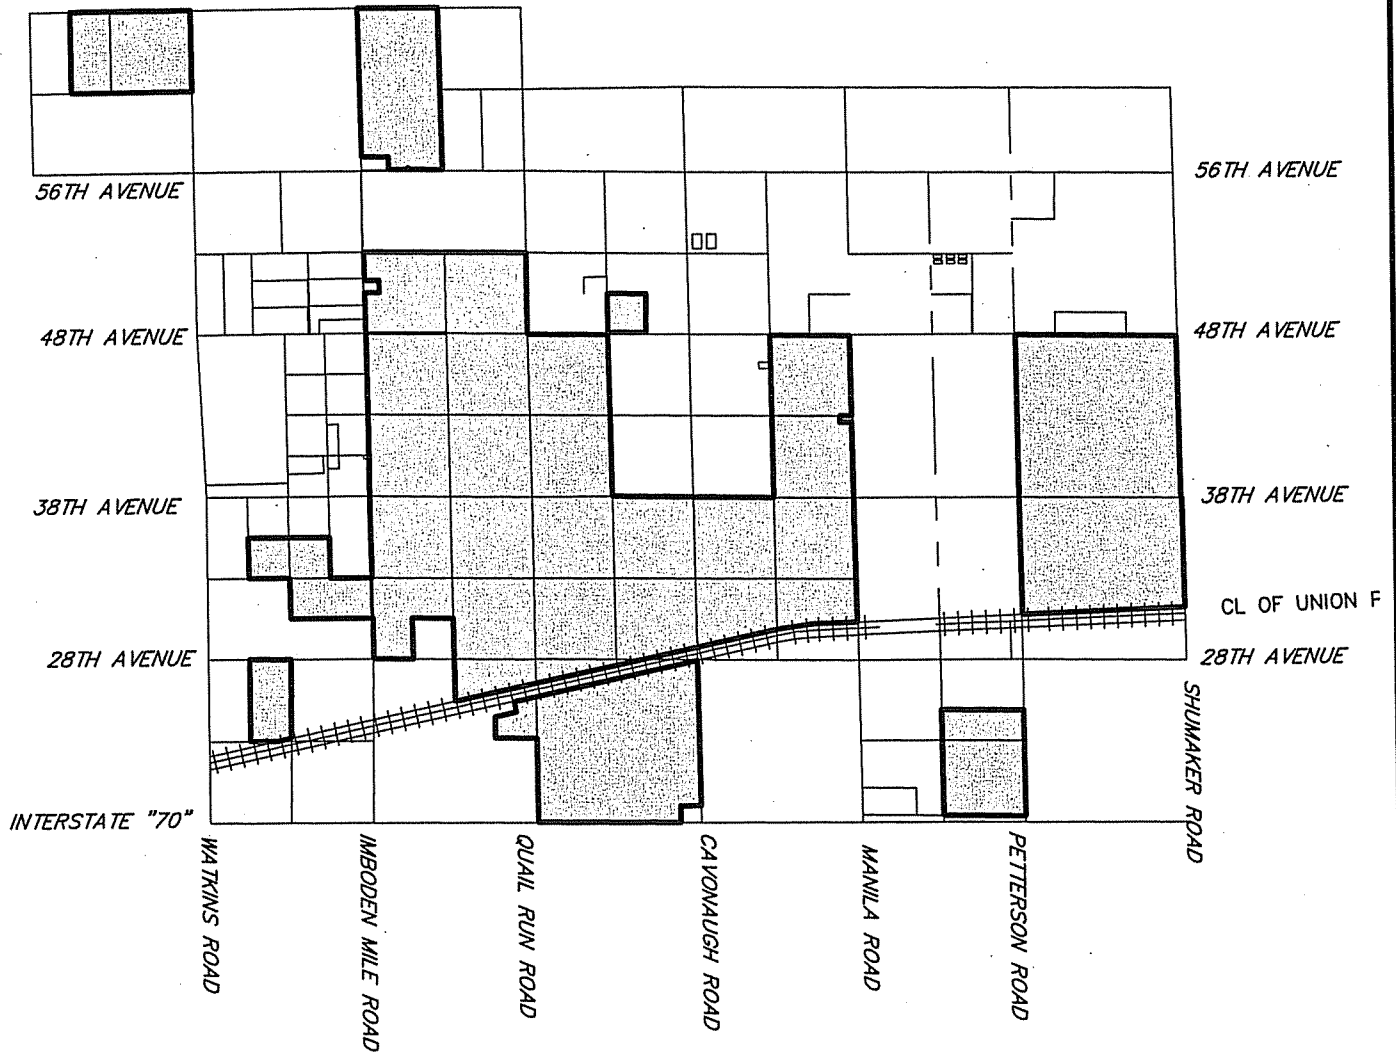 56TH AVENUE
56TH AVENUE
48TH AVENUE
48TH AVENUE
38TH AVENUE
38TH AVENUE
CL OF UNION F
28TH AVENUE
28TH AVENUE
INTERSTATE "70"
WATKINS ROAD
IMBODEN MILE ROAD
QUAIL RUN ROAD
CAVONAUGH ROAD
MANILA ROAD
PETTERSON ROAD
SHUMAKER ROAD